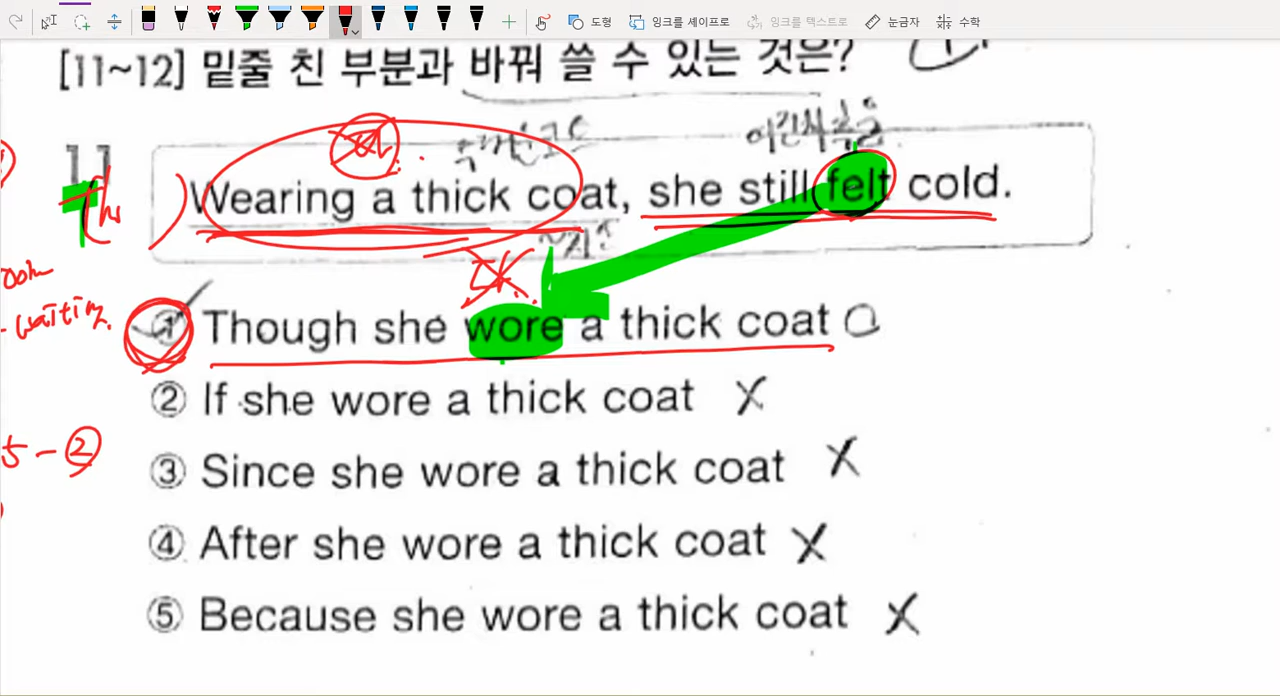 도형 잉크를 셰이프로 잉크를 텍스트로 눈금자 수학
[11~12] 밑줄 친 부분과 바꿔 쓸 수 있는 것은?
11
Wearing a thick coat, she still felt cold.
① Though she wore a thick coat O
② If she wore a thick coat X
③ Since she wore a thick coat X
④ After she wore a thick coat X
⑤ Because she wore a thick coat X
waiting.
5-②